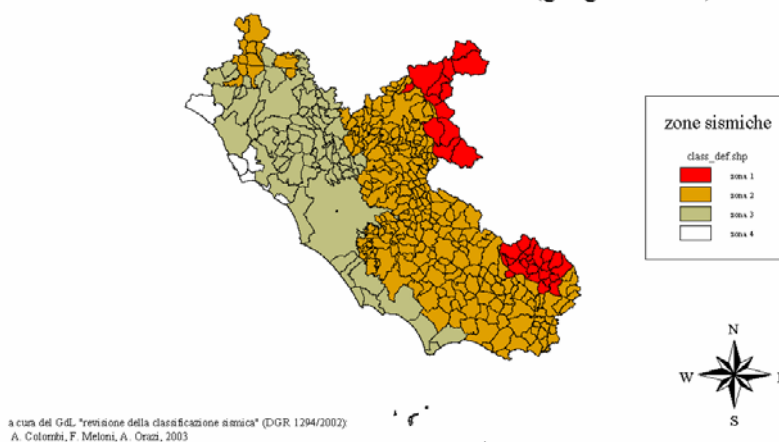 zone sismiche
class_def.shp
zona 1
zona 2
zona 3
zona 4
N
W
S
a cura del GdL "revisione della classificazione sismica" (DGR 1294/2002):
A. Colombi, F. Meloni, A. Orazi, 2003